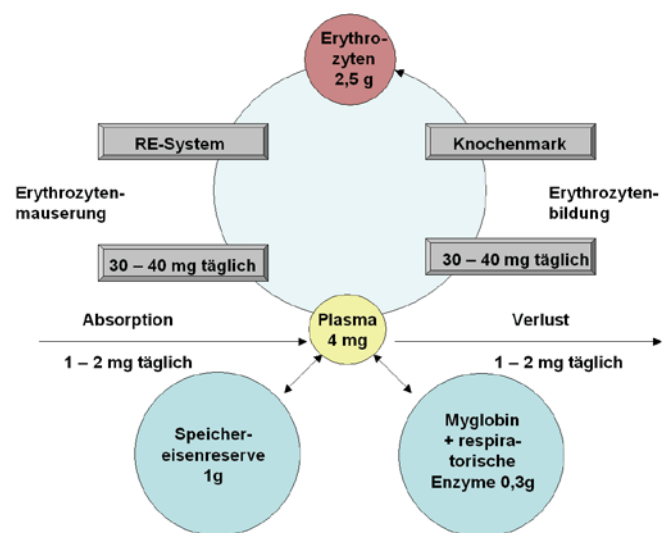 Erythro-
zyten
2,5 g
RE-System
Knochenmark
Erythrozyten-
mauserung
Erythrozyten-
bildung
30 – 40 mg täglich
30 – 40 mg täglich
Absorption
Plasma
4 mg
Verlust
1 – 2 mg täglich
1 – 2 mg täglich
Speicher-
eisenreserve
1g
Myglobin
+ respira-
torische
Enzyme 0,3g